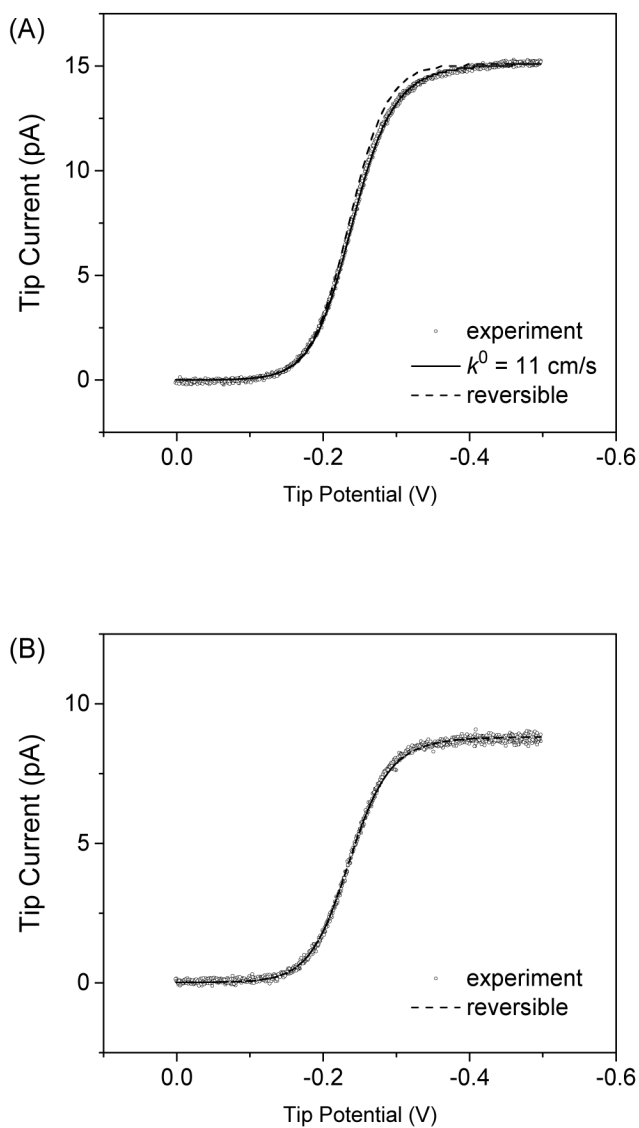 (A)
15
10
5
0
Tip Current (pA)
experiment
k⁰ = 11 cm/s
reversible
0.0 -0.2 -0.4 -0.6
Tip Potential (V)
(B)
10
5
0
Tip Current (pA)
experiment
reversible
0.0 -0.2 -0.4 -0.6
Tip Potential (V)